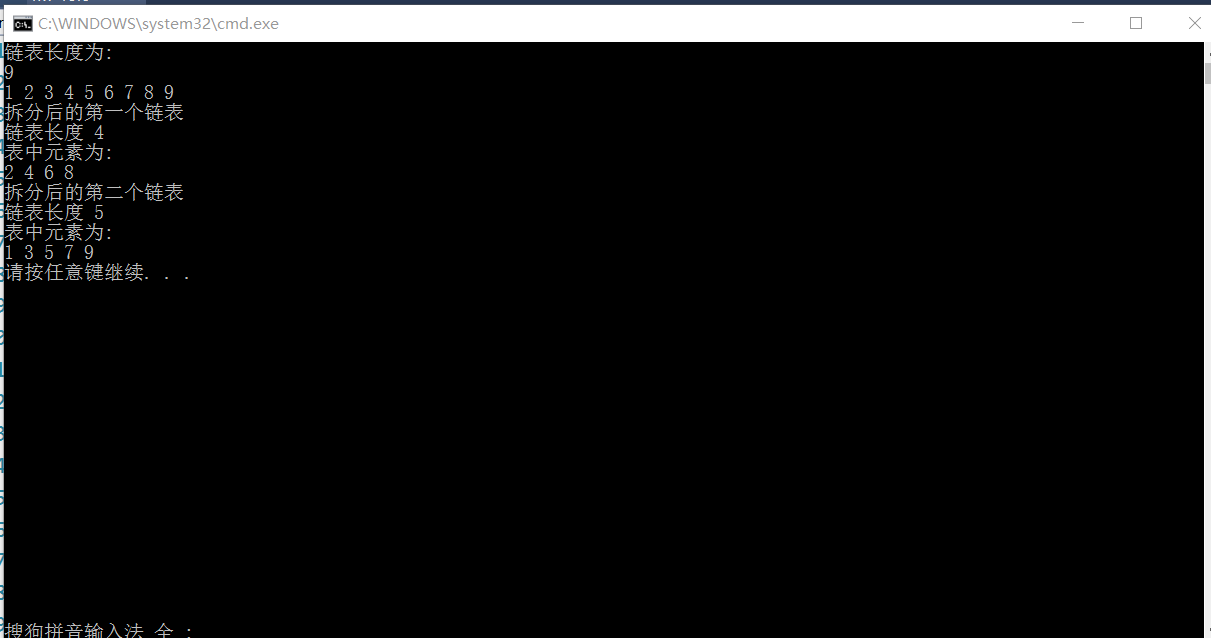 C:\WINDOWS\system32\cmd.exe
链表长度为:
9
1 2 3 4 5 6 7 8 9
拆分后的第一个链表
链表长度 4
表中元素为:
2 4 6 8
拆分后的第二个链表
链表长度 5
表中元素为:
1 3 5 7 9
请按任意键继续. . .
搜狗拼音输入法 全 :